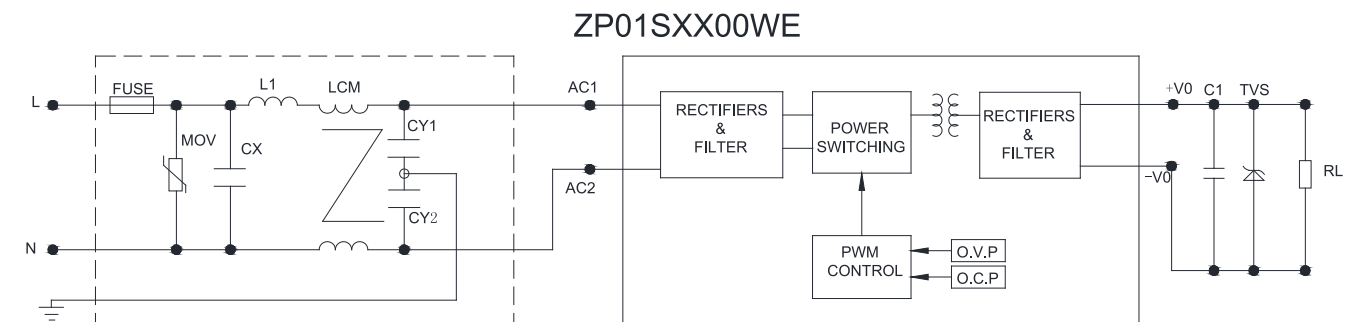 ZP01SXX00WE
FUSE
L1
LCM
AC1
+V0
C1
TVS
L
RECTIFIERS
&
FILTER
POWER
SWITCHING
RECTIFIERS
&
FILTER
MOV
CX
CY1
AC2
-V0
RL
CY2
N
PWM
CONTROL
O.V.P
O.C.P